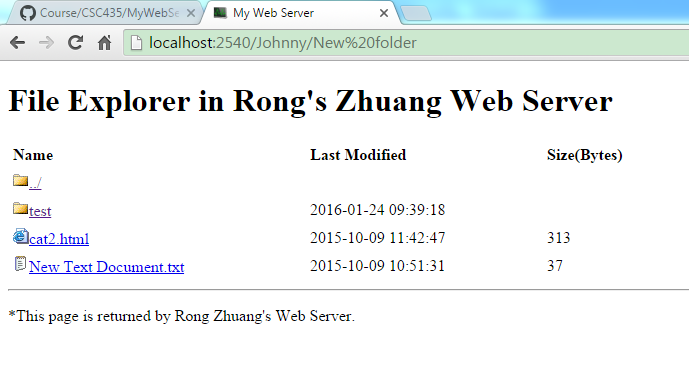 Course/CSC435/MyWebSe
My Web Server
localhost:2540/Johnny/New%20folder
File Explorer in Rong's Zhuang Web Server
Name Last Modified Size(Bytes)
../
test 2016-01-24 09:39:18
cat2.html 2015-10-09 11:42:47 313
New Text Document.txt 2015-10-09 10:51:31 37
*This page is returned by Rong Zhuang's Web Server.